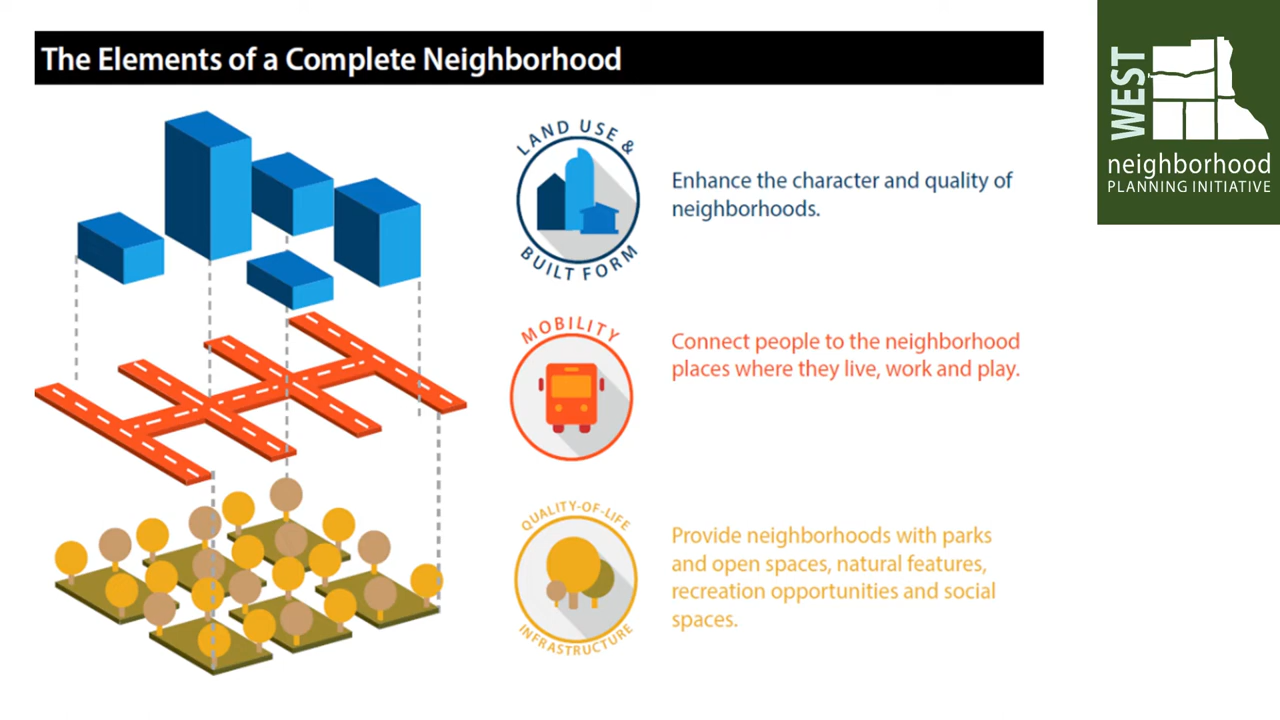 The Elements of a Complete Neighborhood
WEST
neighborhood
PLANNING INITIATIVE
LAND USE &
BUILT FORM
Enhance the character and quality of
neighborhoods.
MOBILITY
Connect people to the neighborhood
places where they live, work and play.
QUALITY-OF-LIFE
INFRASTRUCTURE
Provide neighborhoods with parks
and open spaces, natural features,
recreation opportunities and social
spaces.